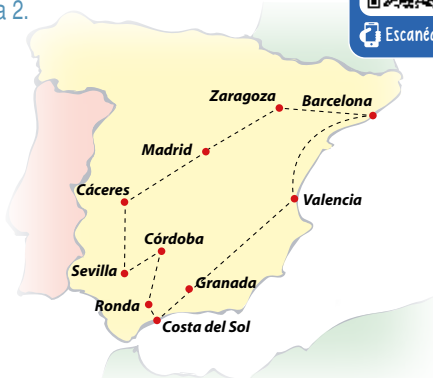 a 2.
Escanéa
Zaragoza
Barcelona
Madrid
Cáceres
Valencia
Córdoba
Sevilla
Granada
Ronda
Costa del Sol